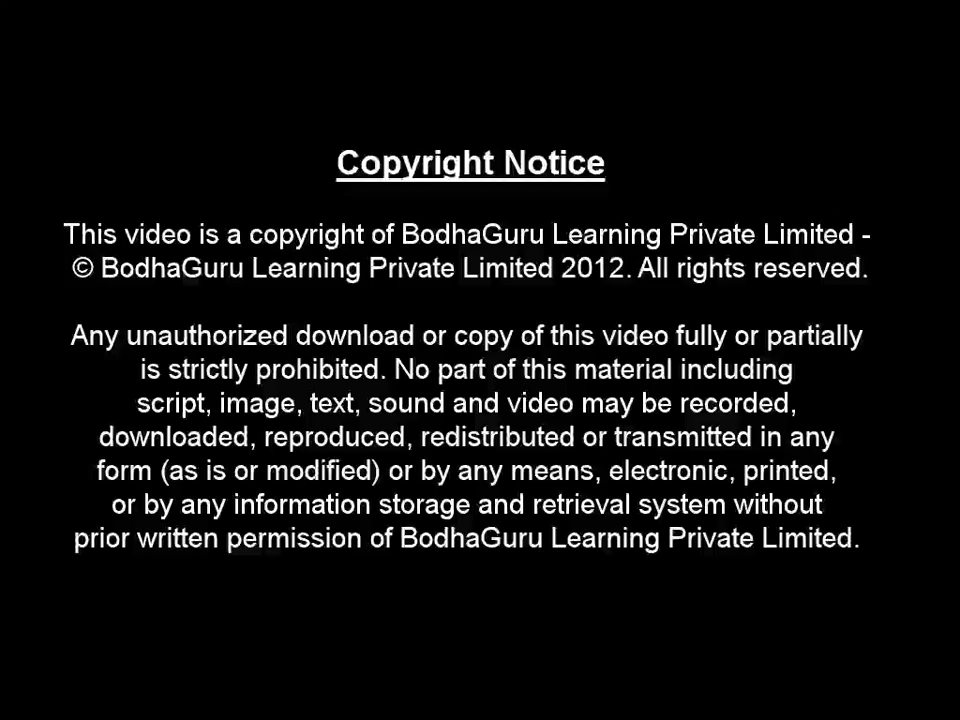 Copyright Notice
This video is a copyright of BodhaGuru Learning Private Limited -
© BodhaGuru Learning Private Limited 2012. All rights reserved.
Any unauthorized download or copy of this video fully or partially
is strictly prohibited. No part of this material including
script, image, text, sound and video may be recorded,
downloaded, reproduced, redistributed or transmitted in any
form (as is or modified) or by any means, electronic, printed,
or by any information storage and retrieval system without
prior written permission of BodhaGuru Learning Private Limited.